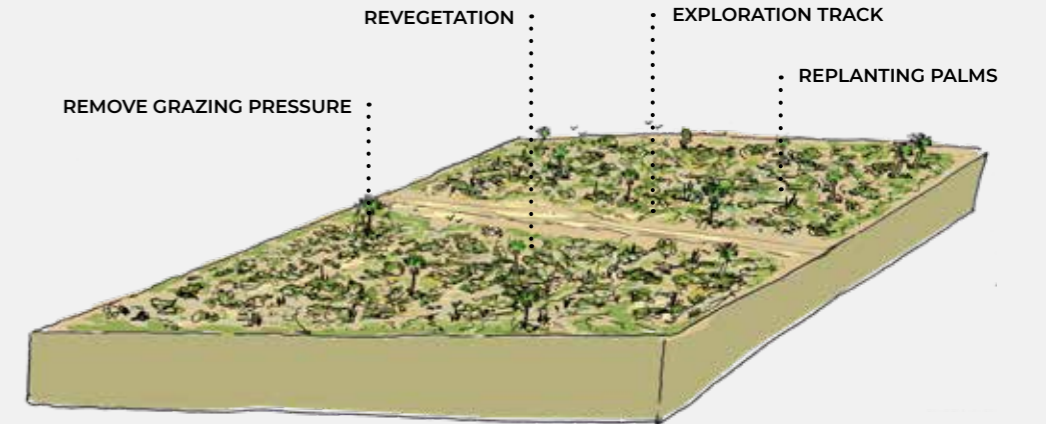 REVEGETATION
EXPLORATION TRACK
REPLANTING PALMS
REMOVE GRAZING PRESSURE